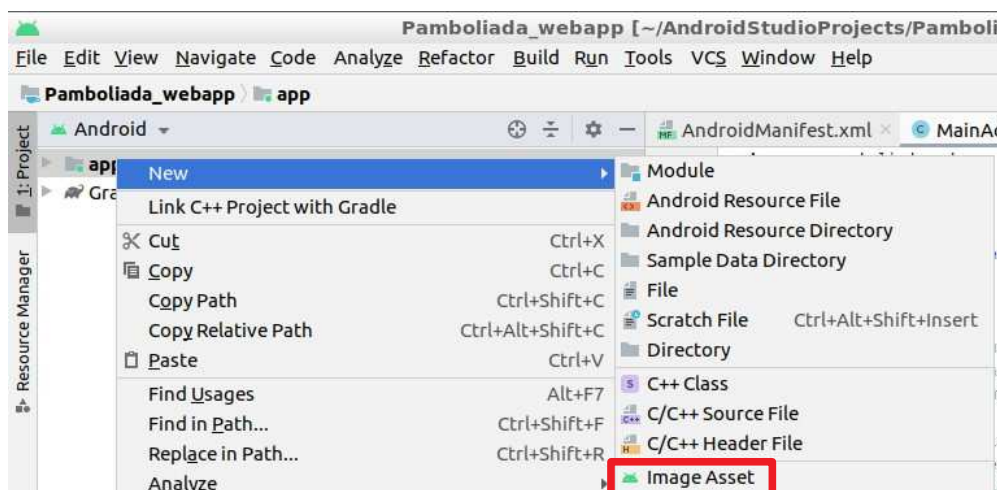 Pamboliada_webapp [~/AndroidStudioProjects/Pamboli
File Edit View Navigate Code Analyze Refactor Build Run Tools VCS Window Help
Pamboliada_webapp app
Android
AndroidManifest.xml
MainAc
1: Project
Resource Manager
app
Gra
New
Link C++ Project with Gradle
Cut Ctrl+X
Copy Ctrl+C
Copy Path Ctrl+Shift+C
Copy Relative Path Ctrl+Alt+Shift+C
Paste Ctrl+V
Find Usages Alt+F7
Find in Path... Ctrl+Shift+F
Replace in Path... Ctrl+Shift+R
Analyze
Module
Android Resource File
Android Resource Directory
Sample Data Directory
File
Scratch File Ctrl+Alt+Shift+Insert
Directory
C++ Class
C/C++ Source File
C/C++ Header File
Image Asset